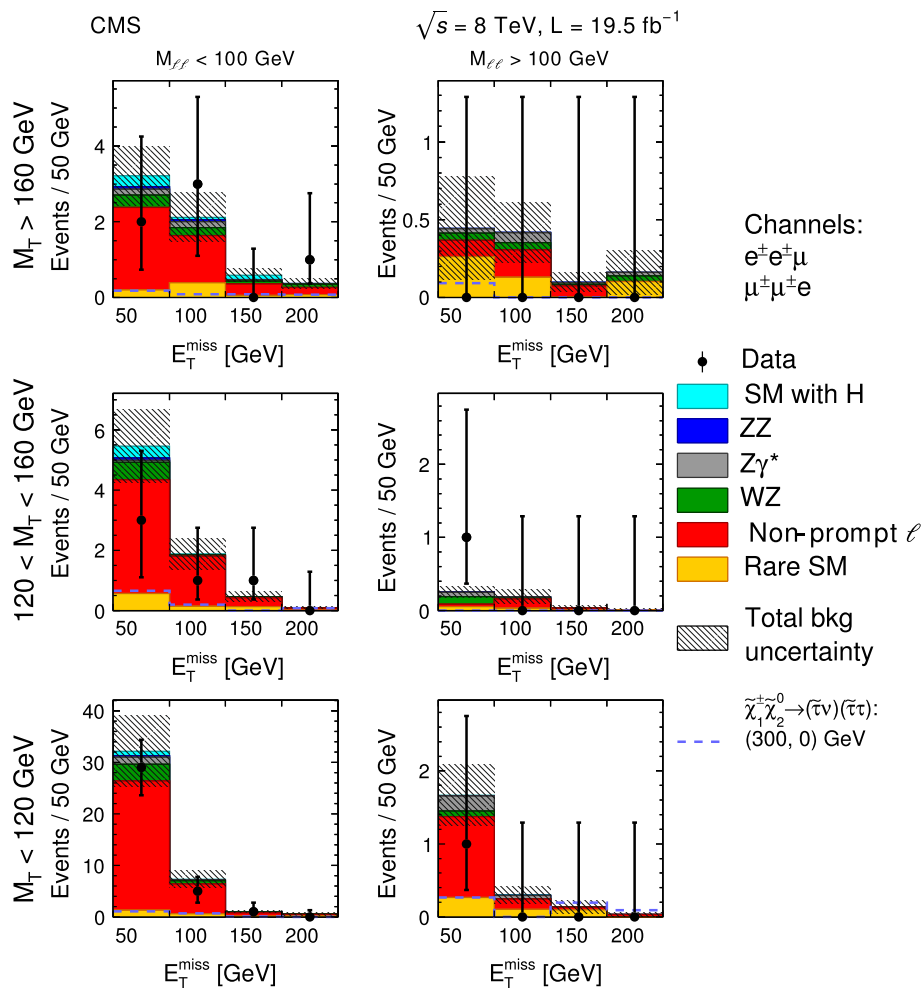 CMS
√s = 8 TeV, L = 19.5 fb⁻¹
M_ℓℓ < 100 GeV
M_ℓℓ > 100 GeV
M_T > 160 GeV
Events / 50 GeV
4
2
0
50 100 150 200
E_T^miss [GeV]
Events / 50 GeV
1
0.5
0
50 100 150 200
E_T^miss [GeV]
Channels:
e±e±μ
μ±μ±e
120 < M_T < 160 GeV
Events / 50 GeV
6
4
2
0
50 100 150 200
E_T^miss [GeV]
Events / 50 GeV
2
1
0
50 100 150 200
E_T^miss [GeV]
Data
SM with H
ZZ
Zγ*
WZ
Non-prompt ℓ
Rare SM
Total bkg
uncertainty
χ̃₁±χ̃₂⁰→(τ̃ν)(τ̃τ):
(300, 0) GeV
M_T < 120 GeV
Events / 50 GeV
40
30
20
10
0
50 100 150 200
E_T^miss [GeV]
Events / 50 GeV
2
1
0
50 100 150 200
E_T^miss [GeV]